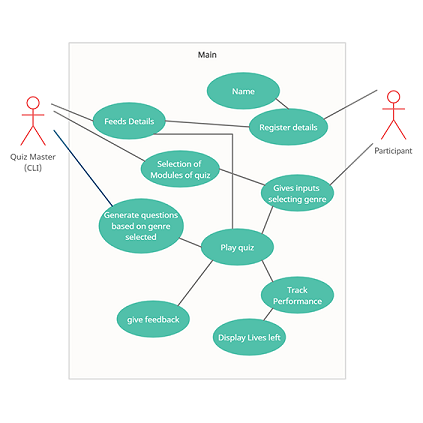 Main
Name
Feeds Details
Register details
Quiz Master
(CLI)
Participant
Selection of
Modules of quiz
Gives inputs
selecting genre
Generate questions
based on genre
selected
Play quiz
Track
Performance
give feedback
Display Lives left